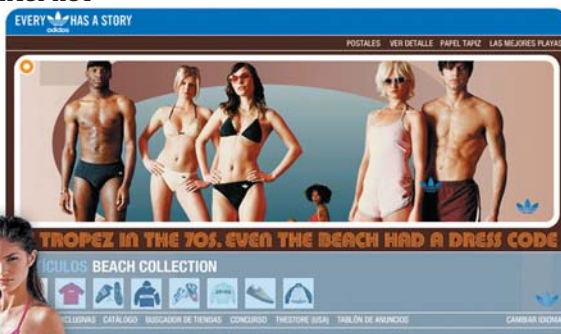 EVERY adidas HAS A STORY
POSTALES VER DETALLE PAPEL TAPIZ LAS MEJORES PLAYAS
TROPEZ IN THE 70S. EVEN THE BEACH HAD A DRESS CODE
BEACH COLLECTION
CATÁLOGO BUSCADOR DE TIENDAS CONCURSO THESTORE (USA) TABLÓN DE ANUNCIOS CAMBIAR IDIOMA